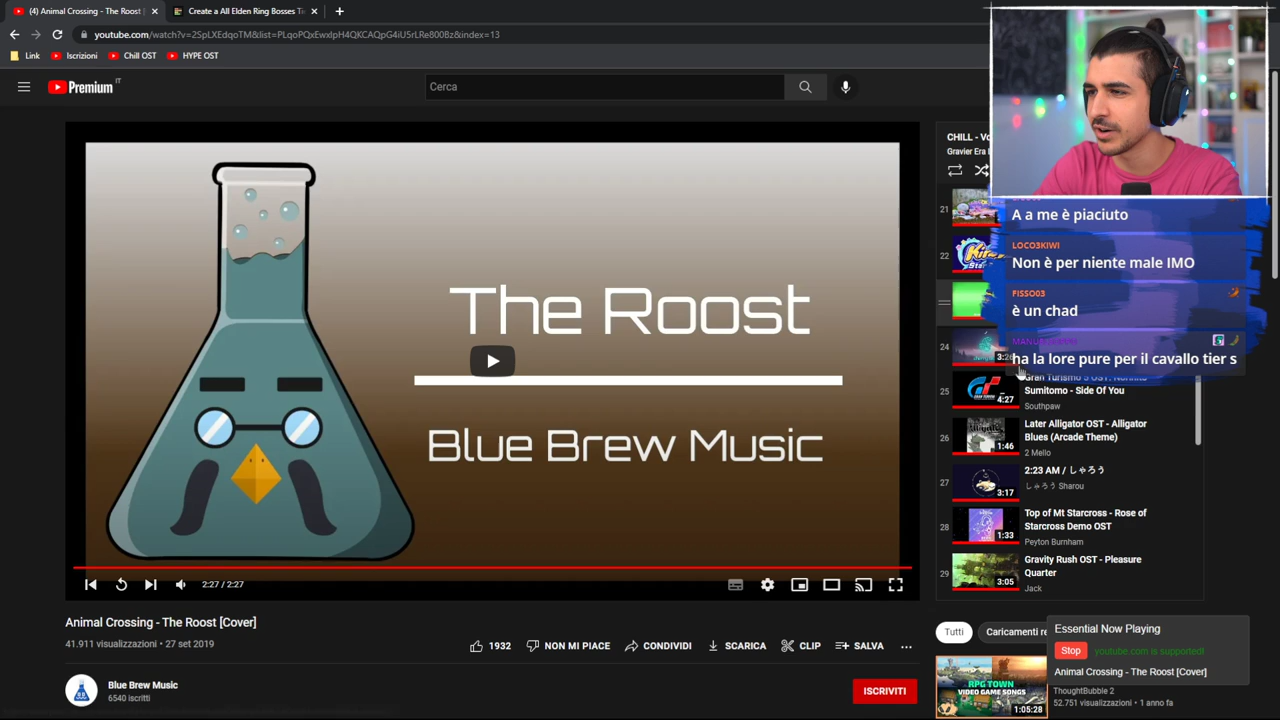 (4) Animal Crossing - The Roost [
Create a All Elden Ring Bosses Tie
youtube.com/watch?v=2SpLXEdqoTM&list=PLqoPQxEwxlpH4QKCAQpG4iU5rLRe800Bz&index=13
Link
Iscrizioni
Chill OST
HYPE OST
Premium IT
Cerca
CHILL - Vo
Gravier Era
The Roost
Blue Brew Music
A a me è piaciuto
LOCO3KIWI
Non è per niente male IMO
FISSO03
è un chad
ha la lore pure per il cavallo tier s
21
22
24
3:2
25
4:27
Sumitomo - Side Of You
Southpaw
26
1:46
Later Alligator OST - Alligator
Blues (Arcade Theme)
2 Mello
27
3:17
2:23 AM / しゃろう
しゃろう Sharou
28
1:33
Top of Mt Starcross - Rose of
Starcross Demo OST
Peyton Burnham
29
3:05
Gravity Rush OST - Pleasure
Quarter
Jack
2:27 / 2:27
Animal Crossing - The Roost [Cover]
41.911 visualizzazioni • 27 set 2019
1932
NON MI PIACE
CONDIVIDI
SCARICA
CLIP
SALVA
Blue Brew Music
6540 iscritti
ISCRIVITI
Tutti
Caricamenti re
Essential Now Playing
Stop
youtube.com is supported!
Animal Crossing - The Roost [Cover]
RPG TOWN
VIDEO GAME SONGS
1:05:28
ThoughtBubble 2
52.751 visualizzazioni • 1 anno fa